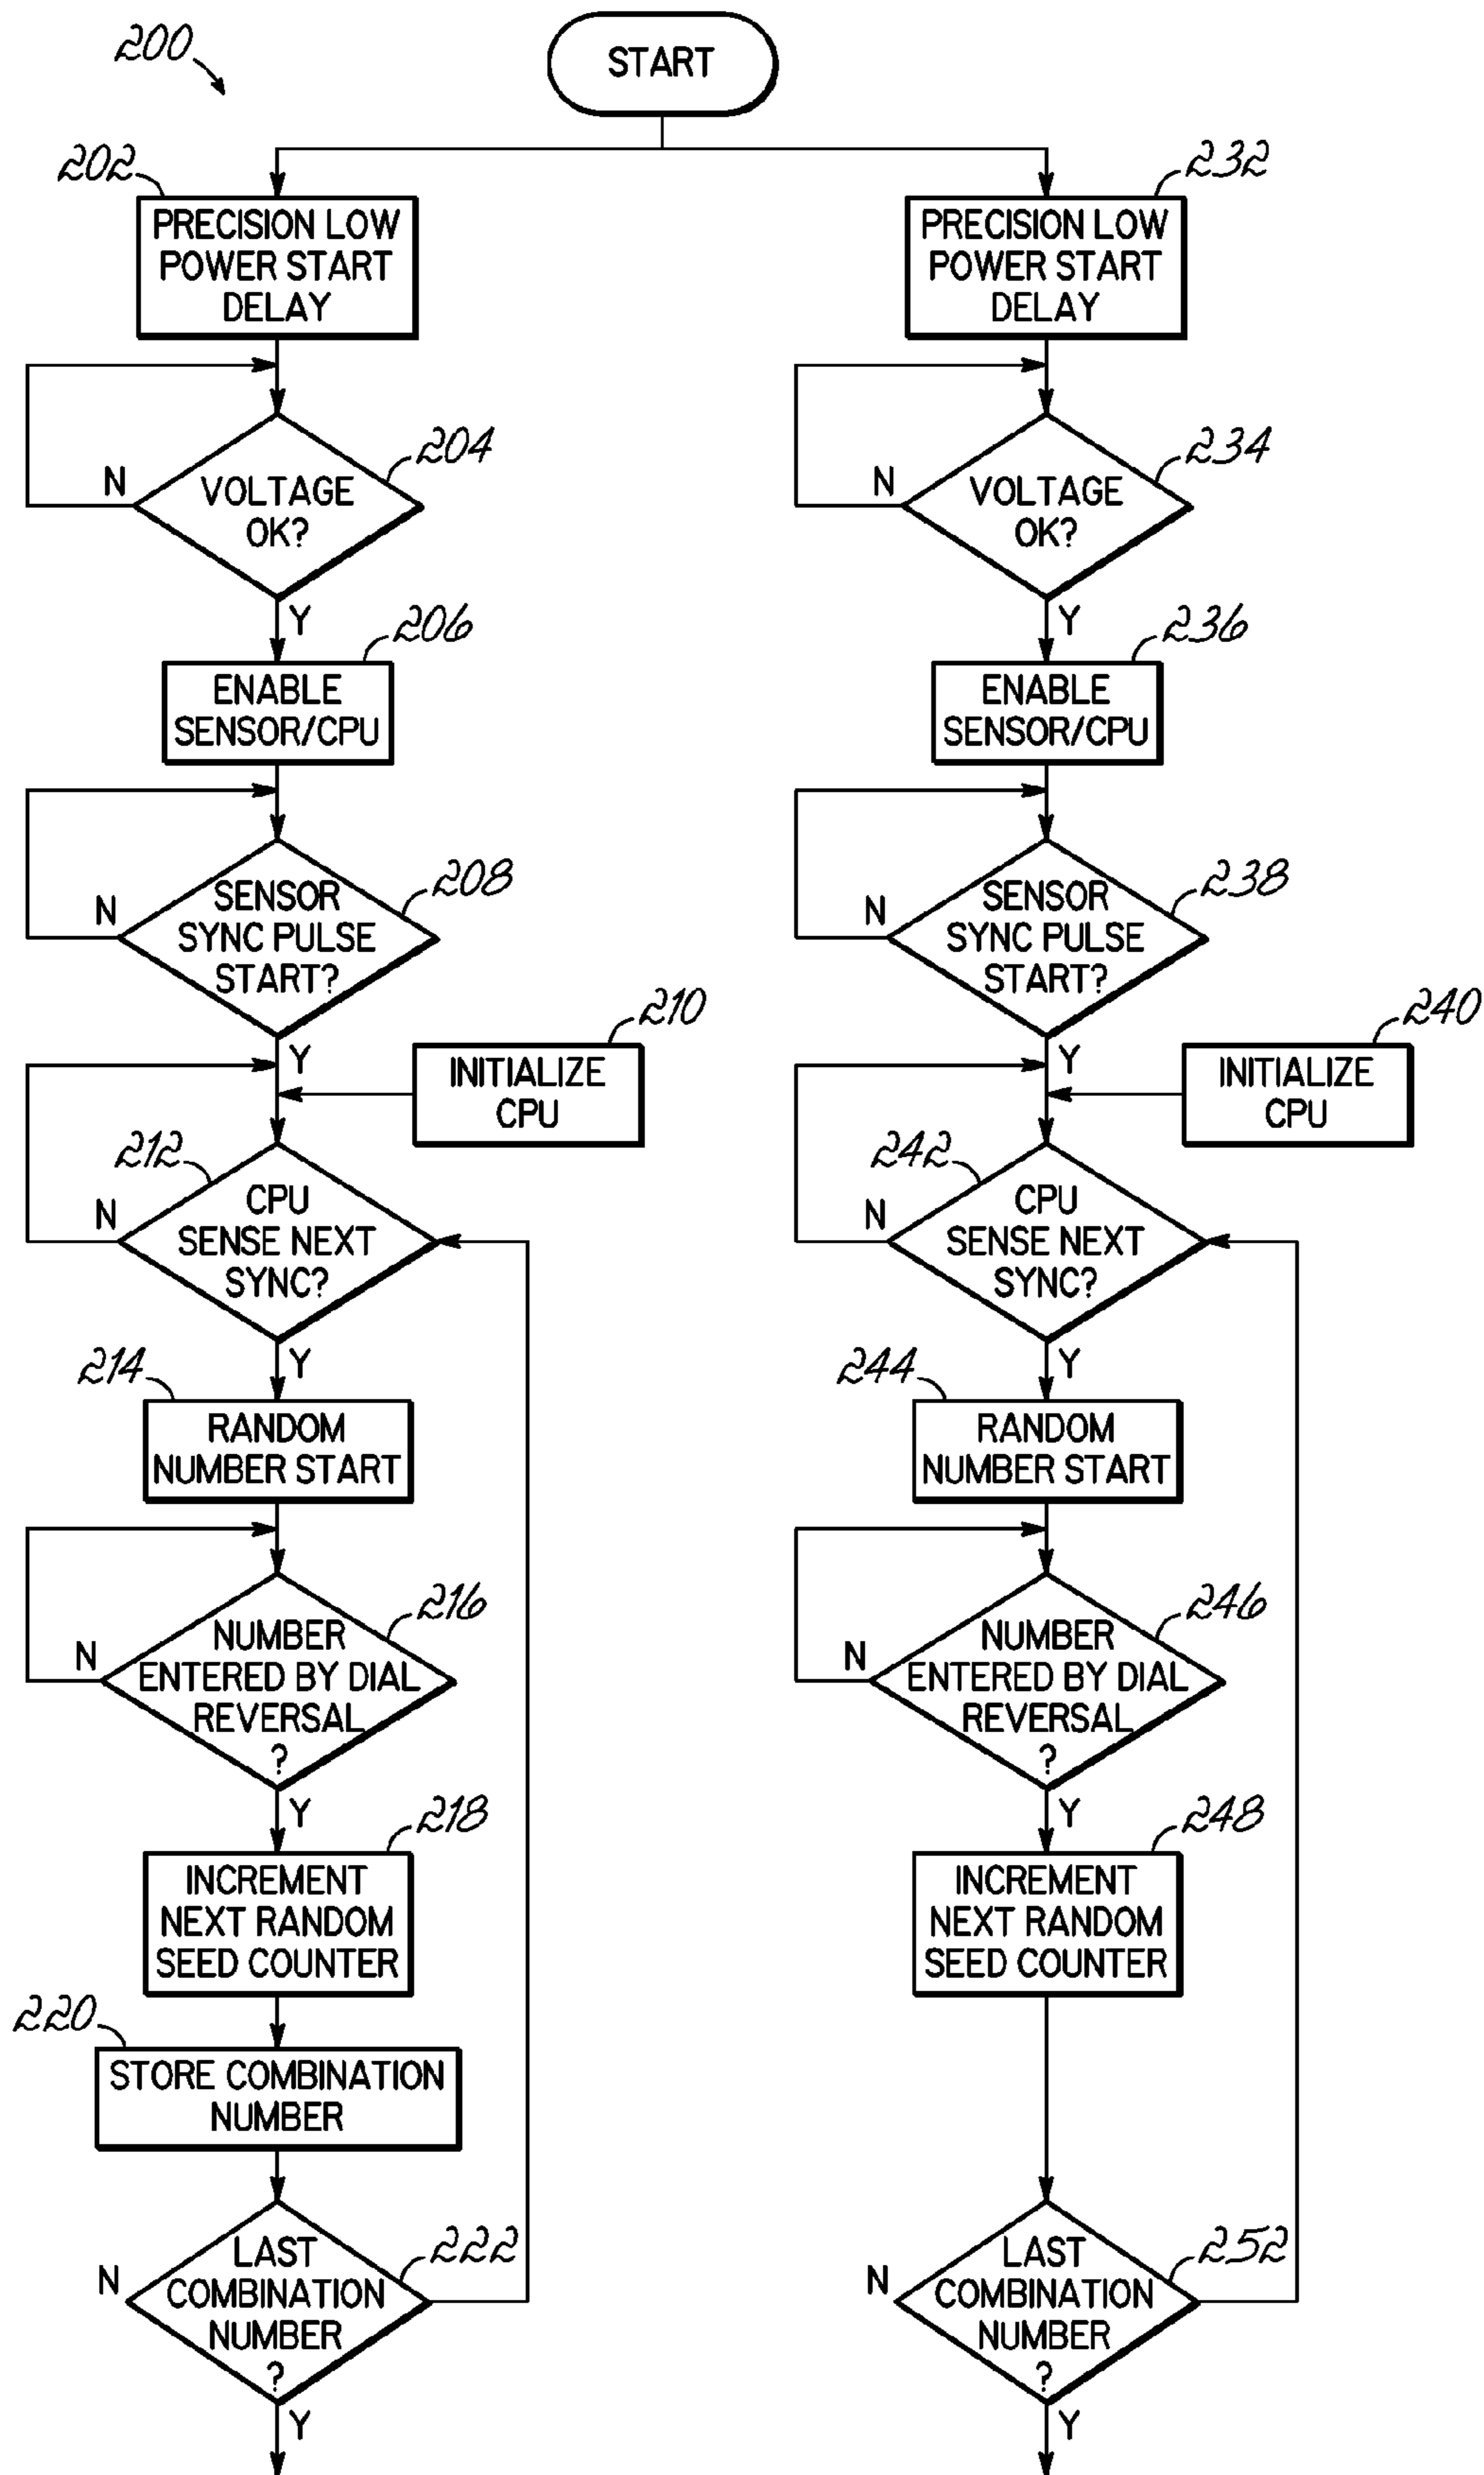 200
START
202
PRECISION LOW
POWER START
DELAY
204
N
VOLTAGE
OK?
Y
206
ENABLE
SENSOR/CPU
208
N
SENSOR
SYNC PULSE
START?
Y
210
INITIALIZE
CPU
212
N
CPU
SENSE NEXT
SYNC?
Y
214
RANDOM
NUMBER START
216
N
NUMBER
ENTERED BY DIAL
REVERSAL
?
Y
218
INCREMENT
NEXT RANDOM
SEED COUNTER
220
STORE COMBINATION
NUMBER
222
N
LAST
COMBINATION
NUMBER
?
Y
232
PRECISION LOW
POWER START
DELAY
234
N
VOLTAGE
OK?
Y
236
ENABLE
SENSOR/CPU
238
N
SENSOR
SYNC PULSE
START?
Y
240
INITIALIZE
CPU
242
N
CPU
SENSE NEXT
SYNC?
Y
244
RANDOM
NUMBER START
246
N
NUMBER
ENTERED BY DIAL
REVERSAL
?
Y
248
INCREMENT
NEXT RANDOM
SEED COUNTER
252
N
LAST
COMBINATION
NUMBER
?
Y